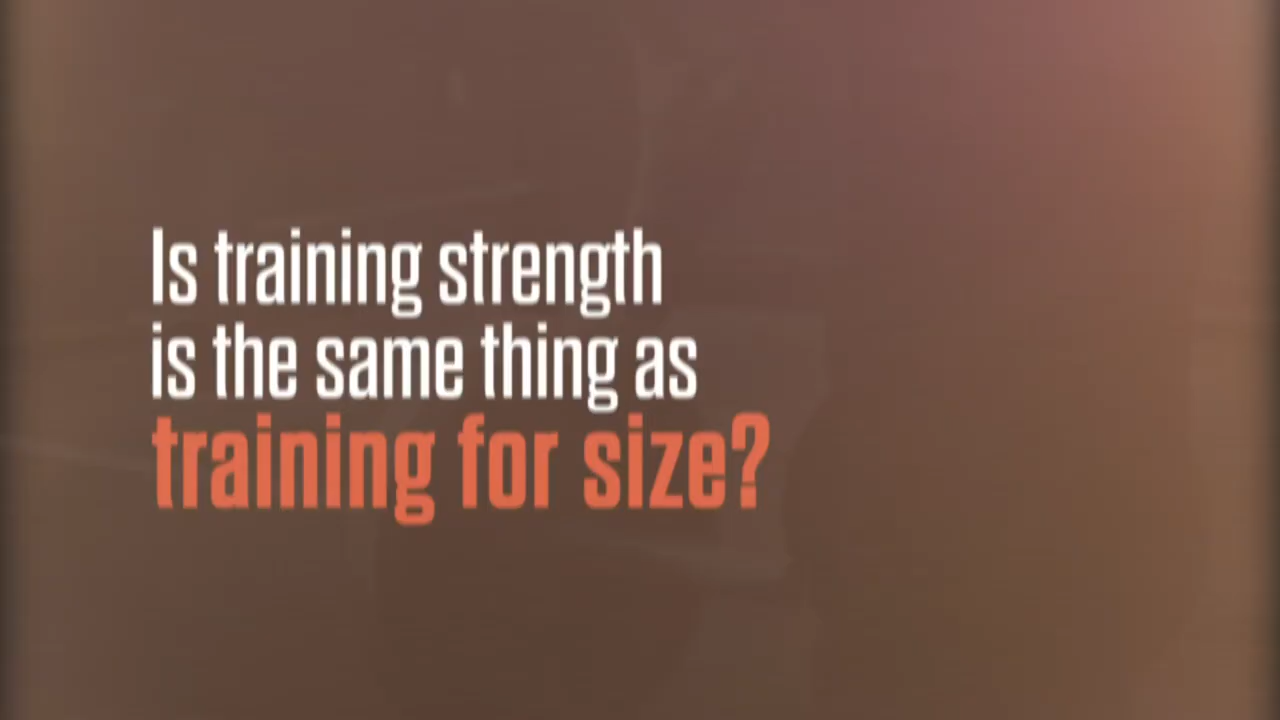 Is training strength
is the same thing as
training for size?